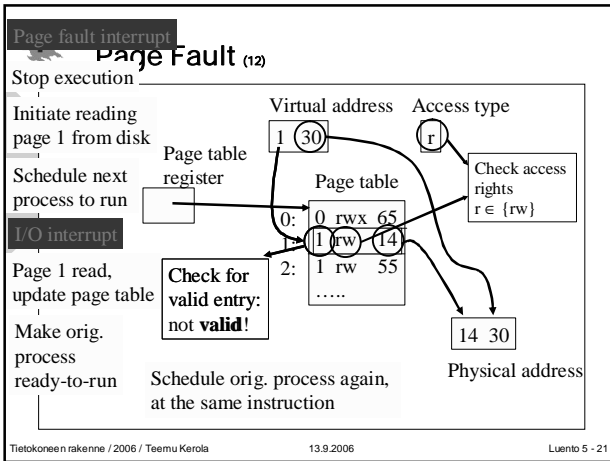 Page fault interrupt
Page Fault (12)
Stop execution
Initiate reading
page 1 from disk
Schedule next
process to run
I/O interrupt
Page 1 read,
update page table
Make orig.
process
ready-to-run
Virtual address
1 30
Access type
r
Page table
register
Page table
0: 0 rwx 65
1: 1 rw 14
2: 1 rw 55
.....
Check access
rights
r ∈ {rw}
Check for
valid entry:
not valid!
14 30
Physical address
Schedule orig. process again,
at the same instruction
Tietokoneen rakenne / 2006 / Teemu Kerola
13.9.2006
Luento 5 - 21